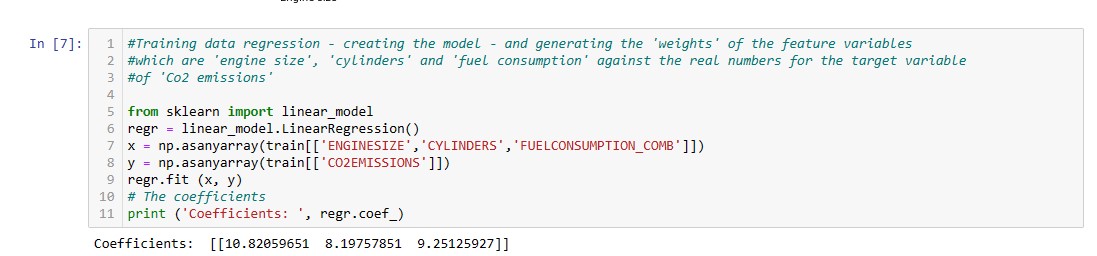 Engine size
In [7]:
1 #Training data regression - creating the model - and generating the 'weights' of the feature variables
2 #which are 'engine size', 'cylinders' and 'fuel consumption' against the real numbers for the target variable
3 #of 'Co2 emissions'
4
5 from sklearn import linear_model
6 regr = linear_model.LinearRegression()
7 x = np.asanyarray(train[['ENGINESIZE','CYLINDERS','FUELCONSUMPTION_COMB']])
8 y = np.asanyarray(train[['CO2EMISSIONS']])
9 regr.fit (x, y)
10 # The coefficients
11 print ('Coefficients: ', regr.coef_)
Coefficients:  [[10.82059651  8.19757851  9.25125927]]